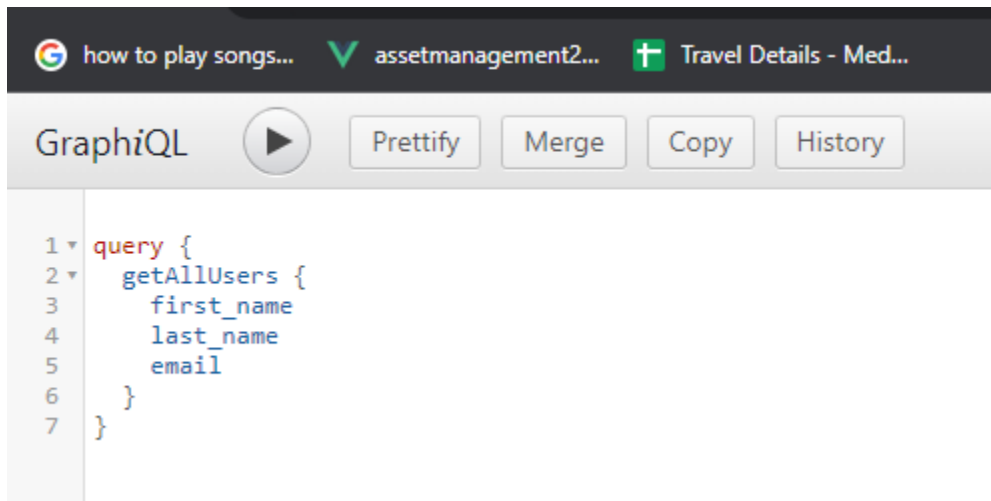 how to play songs... assetmanagement2... Travel Details - Med...
GraphiQL Prettify Merge Copy History
1 query {
2 getAllUsers {
3 first_name
4 last_name
5 email
6 }
7 }